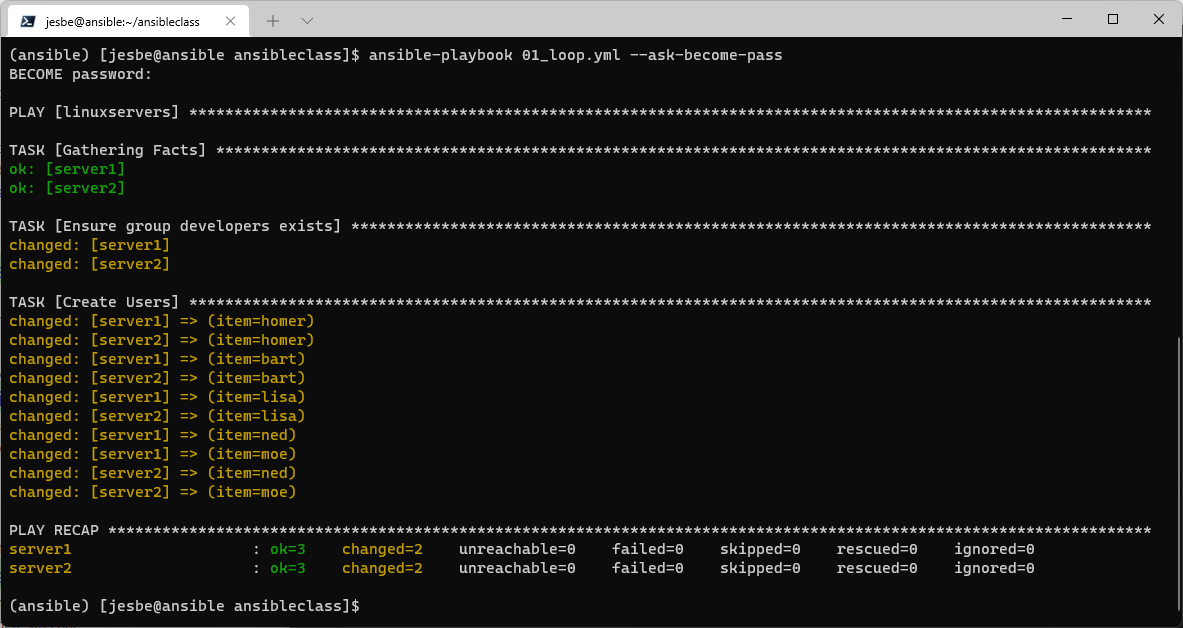 jesbe@ansible:~/ansibleclass
(ansible) [jesbe@ansible ansibleclass]$ ansible-playbook 01_loop.yml --ask-become-pass
BECOME password:
PLAY [linuxservers] ***********************************************************************************************************
TASK [Gathering Facts] ********************************************************************************************************
ok: [server1]
ok: [server2]
TASK [Ensure group developers exists] *****************************************************************************************
changed: [server1]
changed: [server2]
TASK [Create Users] ***********************************************************************************************************
changed: [server1] => (item=homer)
changed: [server2] => (item=homer)
changed: [server1] => (item=bart)
changed: [server2] => (item=bart)
changed: [server1] => (item=lisa)
changed: [server2] => (item=lisa)
changed: [server1] => (item=ned)
changed: [server1] => (item=moe)
changed: [server2] => (item=ned)
changed: [server2] => (item=moe)
PLAY RECAP ********************************************************************************************************************
server1                    : ok=3    changed=2    unreachable=0    failed=0    skipped=0    rescued=0    ignored=0
server2                    : ok=3    changed=2    unreachable=0    failed=0    skipped=0    rescued=0    ignored=0
(ansible) [jesbe@ansible ansibleclass]$